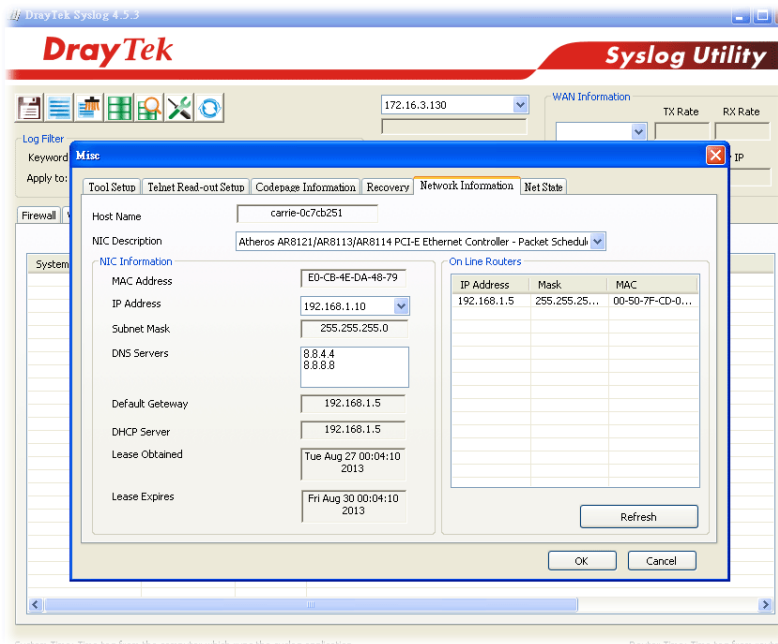 DrayTek Syslog 4.5.3
DrayTek
Syslog Utility
172.16.3.130
WAN Information
TX Rate
RX Rate
Log Filter
Keyword
Apply to:
IP
Firewall
System
Misc
Tool Setup
Telnet Read-out Setup
Codepage Information
Recovery
Network Information
Net State
Host Name
carrie-0c7cb251
NIC Description
Atheros AR8121/AR8113/AR8114 PCI-E Ethernet Controller - Packet Schedul
NIC Information
MAC Address
E0-CB-4E-DA-48-79
IP Address
192.168.1.10
Subnet Mask
255.255.255.0
DNS Servers
8.8.4.4
8.8.8.8
Default Geteway
192.168.1.5
DHCP Server
192.168.1.5
Lease Obtained
Tue Aug 27 00:04:10
2013
Lease Expires
Fri Aug 30 00:04:10
2013
On Line Routers
IP Address
Mask
MAC
192.168.1.5
255.255.25...
00-50-7F-CD-0...
Refresh
OK
Cancel